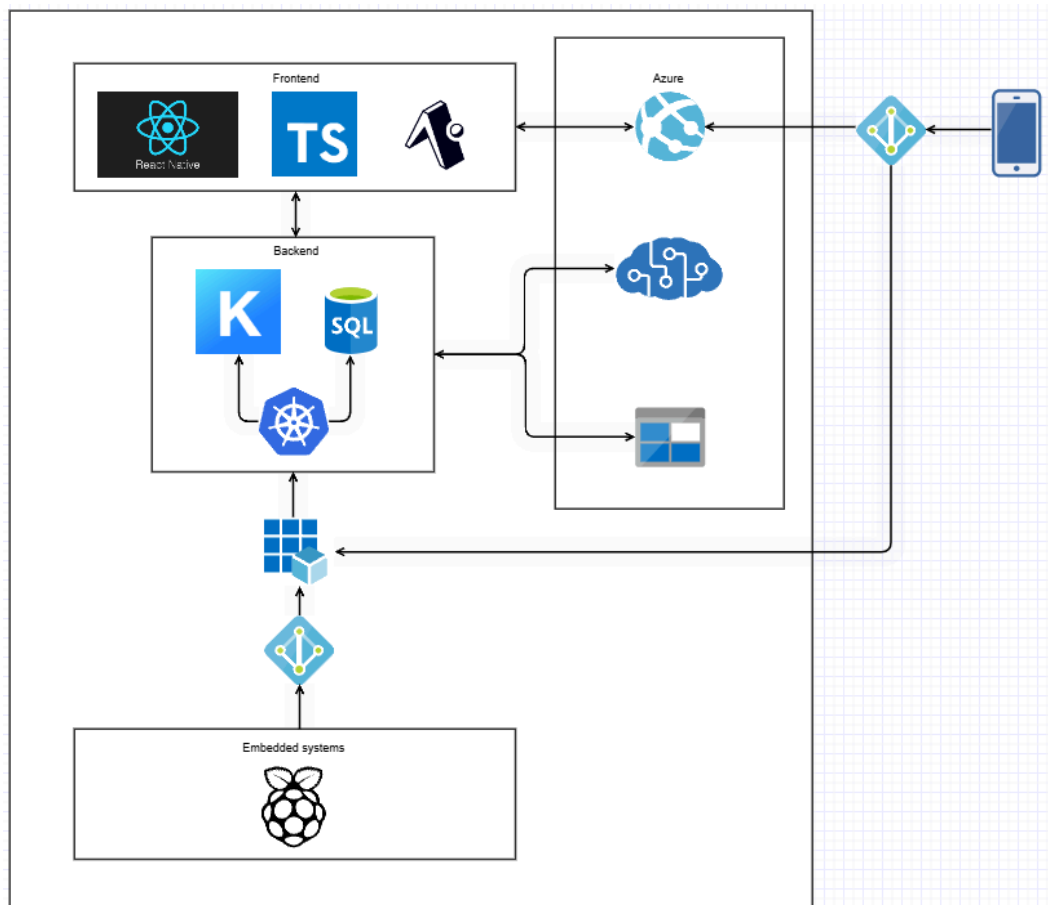 Frontend
Azure
React Native
TS
Backend
K
SQL
Embedded systems